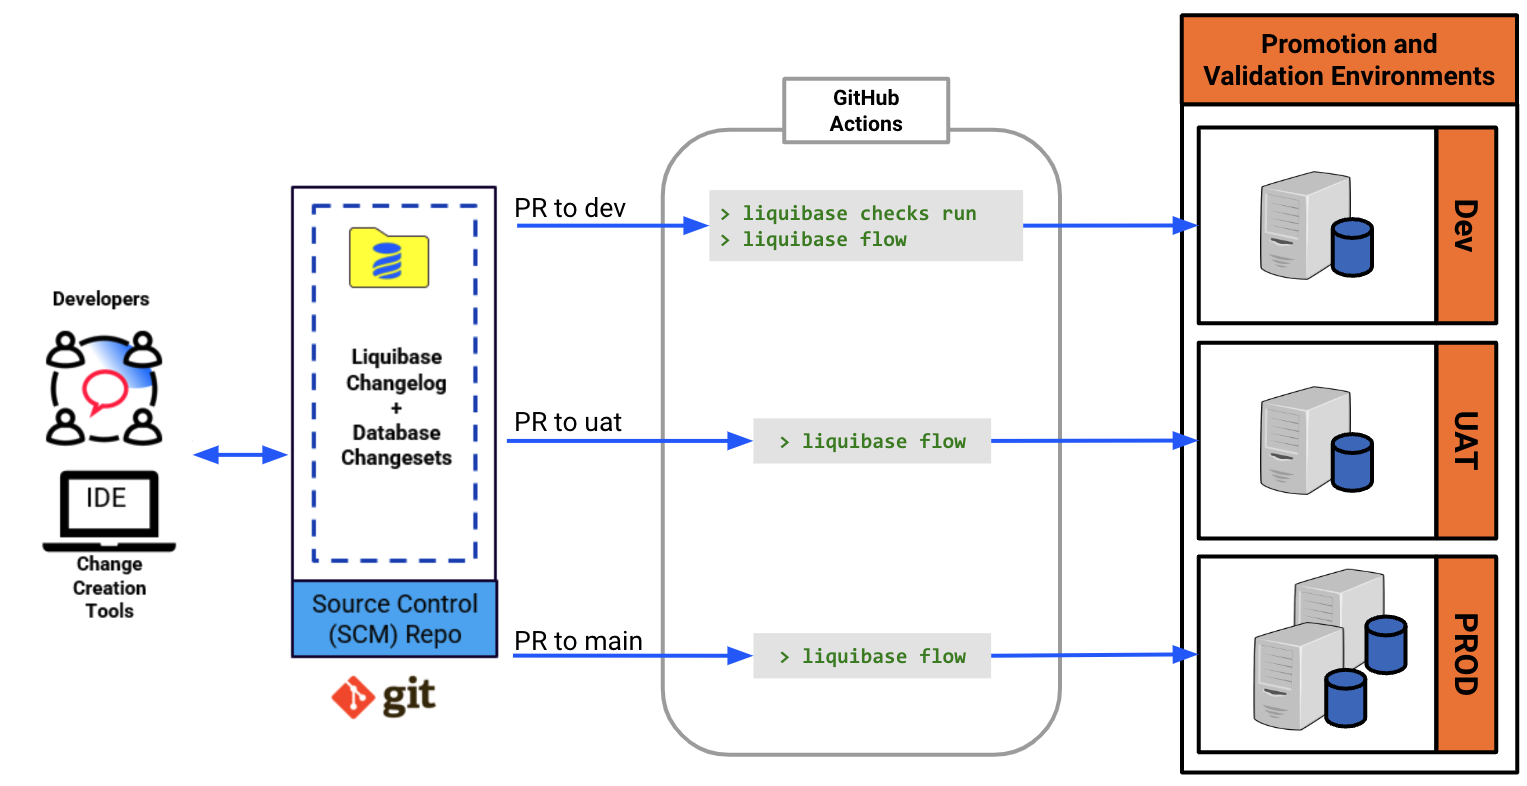 Promotion and
Validation Environments
GitHub
Actions
Developers
IDE
Change
Creation
Tools
Liquibase
Changelog
+
Database
Changesets
Source Control
(SCM) Repo
git
PR to dev
> liquibase checks run
> liquibase flow
Dev
PR to uat
> liquibase flow
UAT
PR to main
> liquibase flow
PROD